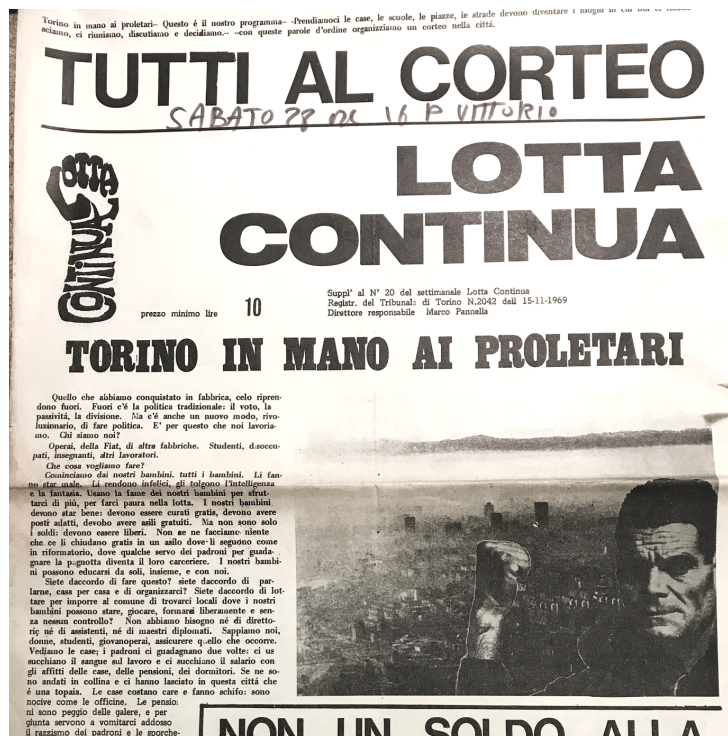 Torino in mano ai proletari-- Questo é il nostro programma-- -Prendiamoci le case, le scuole, le piazze, le strade devono diventare i luoghi in cui noi ci
sciamo, ci riuniamo, discutiamo e decidiamo.-- --con queste parole d'ordine organizziamo un corteo nella cittá.
TUTTI AL CORTEO
SABATO 28 16 P VITTORIO
LOTTA
CONTINUA
LOTTA
CONTINUA
Suppl' al N' 20 del settimanale Lotta Continua
Registr. del Tribunale di Torino N.2042 dell 15-11-1969
Direttore responsabile Marco Pannella
prezzo minimo lire 10
TORINO IN MANO AI PROLETARI
Quello che abbiamo conquistato in fabbrica, celo ripren-
dono fuori. Fuori c'é la politica tradizionale: il voto, la
passivitá, la divisione. Ma c'é anche un nuovo modo, rivo-
luzionario, di fare politica. E' per questo che noi lavoria-
mo. Chi siamo noi?
Operai, della Fiat, di altre fabbriche. Studenti, disoccu-
pati, insegnanti, altri lavoratori.
Che cosa vogliamo fare?
Cominciamo dai nostri bambini. tutti i bambini. Li fan-
no star male. Li rendono infelici, gli tolgono l'intelligenza
e la fantasia. Usano la fame dei nostri bambini per sfrut-
tarci di più, per farci paura nella lotta. I nostri bambini
devono star bene: devono essere curati gratis, devono avere
posti adatti, devoho avere asili gratuiti. Ma non sono solo
i soldi: devono essere liberi. Non se ne facciamo niente
che ce li chiudano gratis in un asilo dove li seguono come
in riformatorio, dove qualche servo dei padroni per guada-
gnare la pagnotta diventa il loro carceriere. I nostri bambi-
ni possono educarsi da soli, insieme, e con noi.
Siete daccordo di fare questo? siete daccordo di par-
larne, casa per casa e di organizzarci? Siete daccordo di lot-
tare per imporre al comune di trovarci locali dove i nostri
bambini possono stare, giocare, formarsi liberamente e sen-
za nessun controllo? Non abbiamo bisogno né di diretto-
rie né di assistenti, né di maestri diplomati. Sappiamo noi,
donne, studenti, giovanoperai, assicurere quello che occorre.
Vediamo le case; i padroni ci guadagnano due volte: ci us
succhiano il sangue sul lavoro e ci succhiano il salario con
gli affitti delle case, delle pensioni, dei dormitori. Se ne so-
no andati in collina e ci hanno lasciato in questa cittá che
é una topaia. Le case costano care e fanno schifo: sono
nocive come le officine. Le pensio
ni sono peggio delle galere, e per
giunta servono a vomitarci addosso
il razzismo dei padroni e le sporche-
NON UN SOLDO ALLA